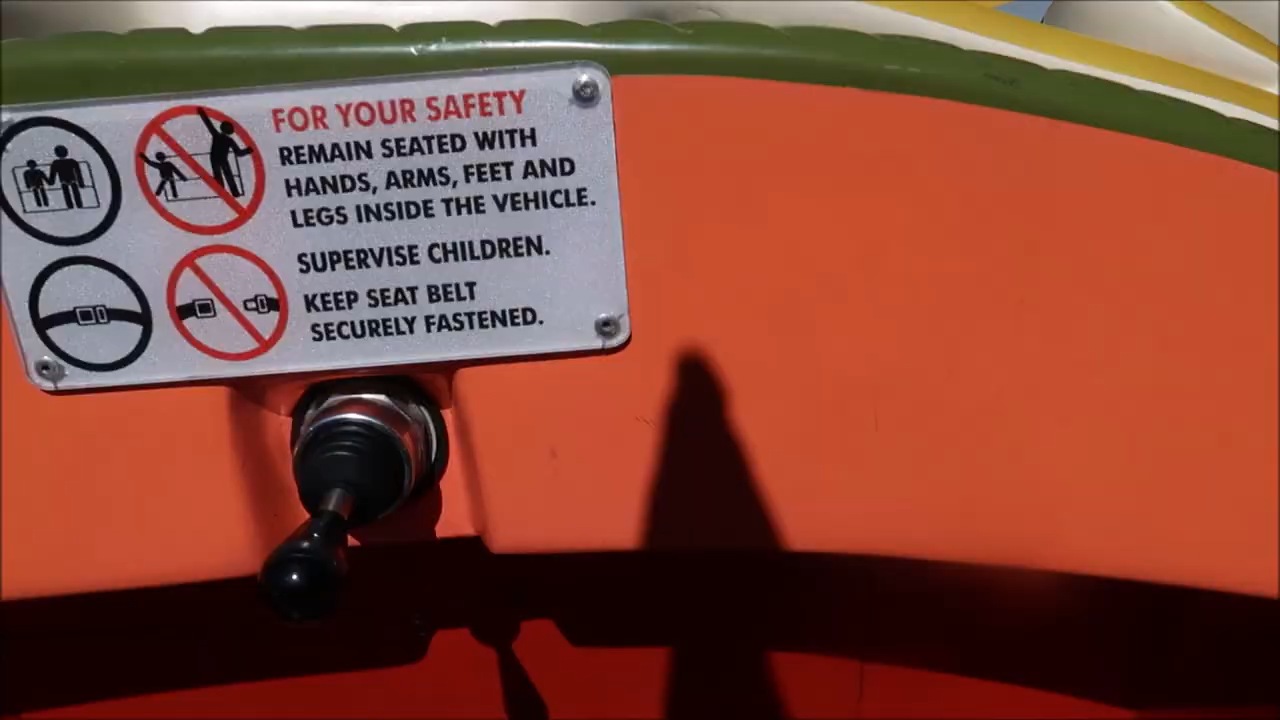 FOR YOUR SAFETY
REMAIN SEATED WITH
HANDS, ARMS, FEET AND
LEGS INSIDE THE VEHICLE.
SUPERVISE CHILDREN.
KEEP SEAT BELT
SECURELY FASTENED.